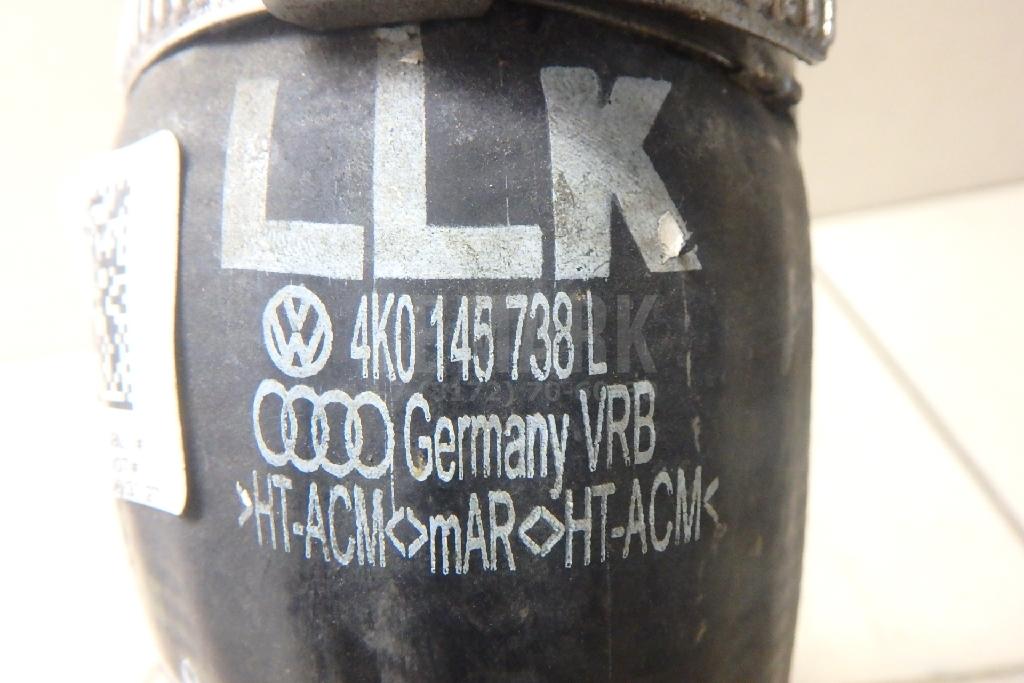 LLK
4K0 145 738 L
Germany VRB
>HT-ACM<>mAR<>HT-ACM<